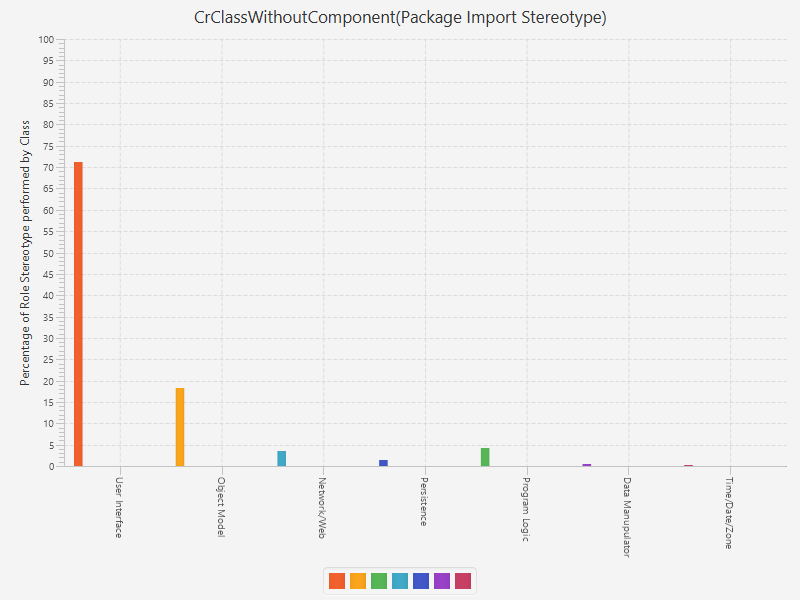 CrClassWithoutComponent(Package Import Stereotype)
Percentage of Role Stereotype performed by Class
100
95
90
85
80
75
70
65
60
55
50
45
40
35
30
25
20
15
10
5
0
User Interface
Object Model
Network/Web
Persistence
Program Logic
Data Manupulator
Time/Date/Zone